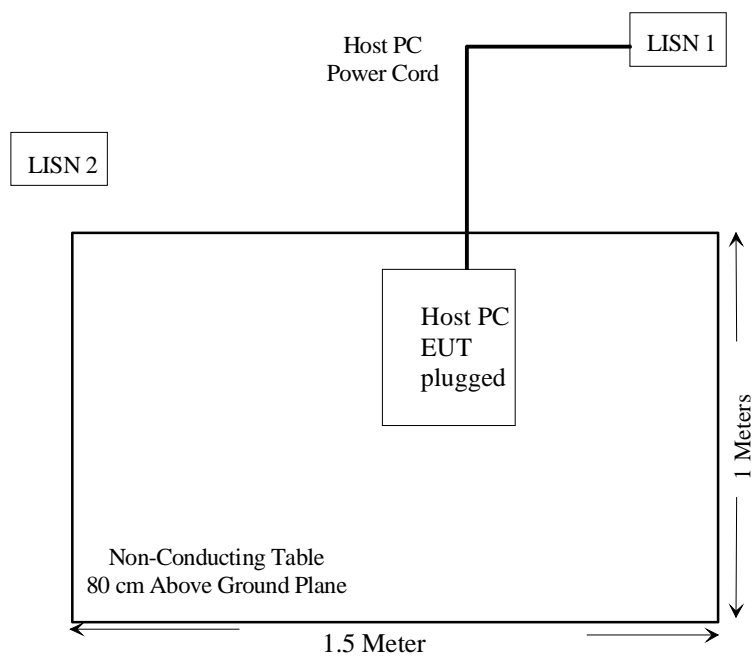 Host PC
Power Cord
LISN 1
LISN 2
Host PC
EUT
plugged
1 Meters
Non-Conducting Table
80 cm Above Ground Plane
1.5 Meter